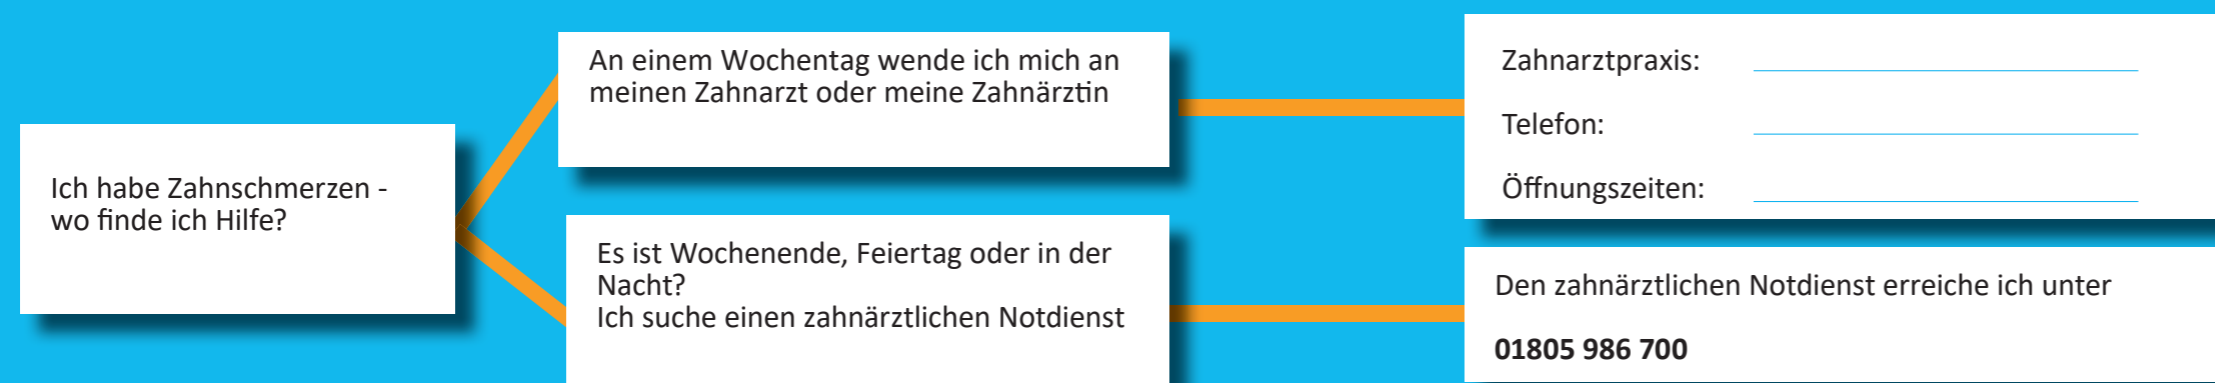 Ich habe Zahnschmerzen -
wo finde ich Hilfe?
An einem Wochentag wende ich mich an
meinen Zahnarzt oder meine Zahnärztin
Zahnarztpraxis:
Telefon:
Öffnungszeiten:
Es ist Wochenende, Feiertag oder in der
Nacht?
Ich suche einen zahnärztlichen Notdienst
Den zahnärztlichen Notdienst erreiche ich unter
01805 986 700